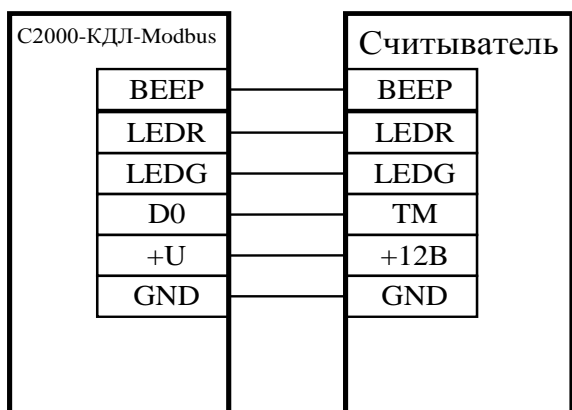 С2000-КДЛ-Modbus
Считыватель
BEEP BEEP
LEDR LEDR
LEDG LEDG
D0 TM
+U +12В
GND GND